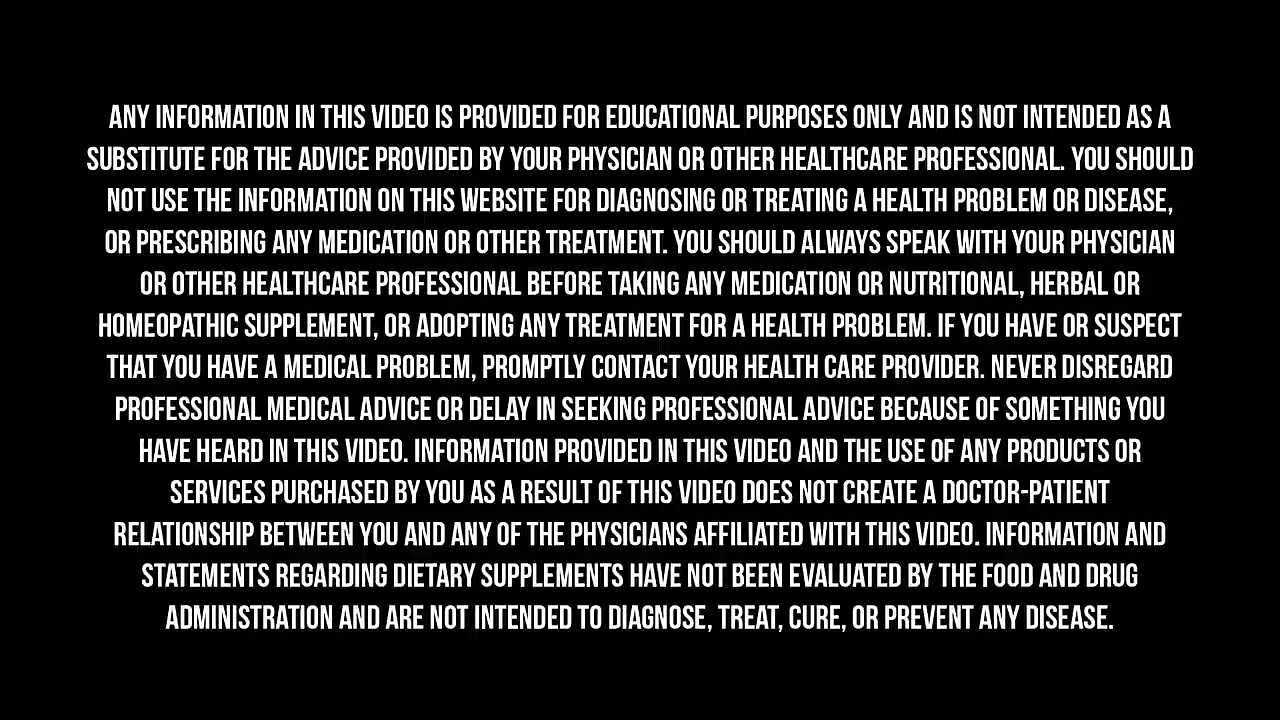 ANY INFORMATION IN THIS VIDEO IS PROVIDED FOR EDUCATIONAL PURPOSES ONLY AND IS NOT INTENDED AS A
SUBSTITUTE FOR THE ADVICE PROVIDED BY YOUR PHYSICIAN OR OTHER HEALTHCARE PROFESSIONAL. YOU SHOULD
NOT USE THE INFORMATION ON THIS WEBSITE FOR DIAGNOSING OR TREATING A HEALTH PROBLEM OR DISEASE,
OR PRESCRIBING ANY MEDICATION OR OTHER TREATMENT. YOU SHOULD ALWAYS SPEAK WITH YOUR PHYSICIAN
OR OTHER HEALTHCARE PROFESSIONAL BEFORE TAKING ANY MEDICATION OR NUTRITIONAL, HERBAL OR
HOMEOPATHIC SUPPLEMENT, OR ADOPTING ANY TREATMENT FOR A HEALTH PROBLEM. IF YOU HAVE OR SUSPECT
THAT YOU HAVE A MEDICAL PROBLEM, PROMPTLY CONTACT YOUR HEALTH CARE PROVIDER. NEVER DISREGARD
PROFESSIONAL MEDICAL ADVICE OR DELAY IN SEEKING PROFESSIONAL ADVICE BECAUSE OF SOMETHING YOU
HAVE HEARD IN THIS VIDEO. INFORMATION PROVIDED IN THIS VIDEO AND THE USE OF ANY PRODUCTS OR
SERVICES PURCHASED BY YOU AS A RESULT OF THIS VIDEO DOES NOT CREATE A DOCTOR-PATIENT
RELATIONSHIP BETWEEN YOU AND ANY OF THE PHYSICIANS AFFILIATED WITH THIS VIDEO. INFORMATION AND
STATEMENTS REGARDING DIETARY SUPPLEMENTS HAVE NOT BEEN EVALUATED BY THE FOOD AND DRUG
ADMINISTRATION AND ARE NOT INTENDED TO DIAGNOSE, TREAT, CURE, OR PREVENT ANY DISEASE.